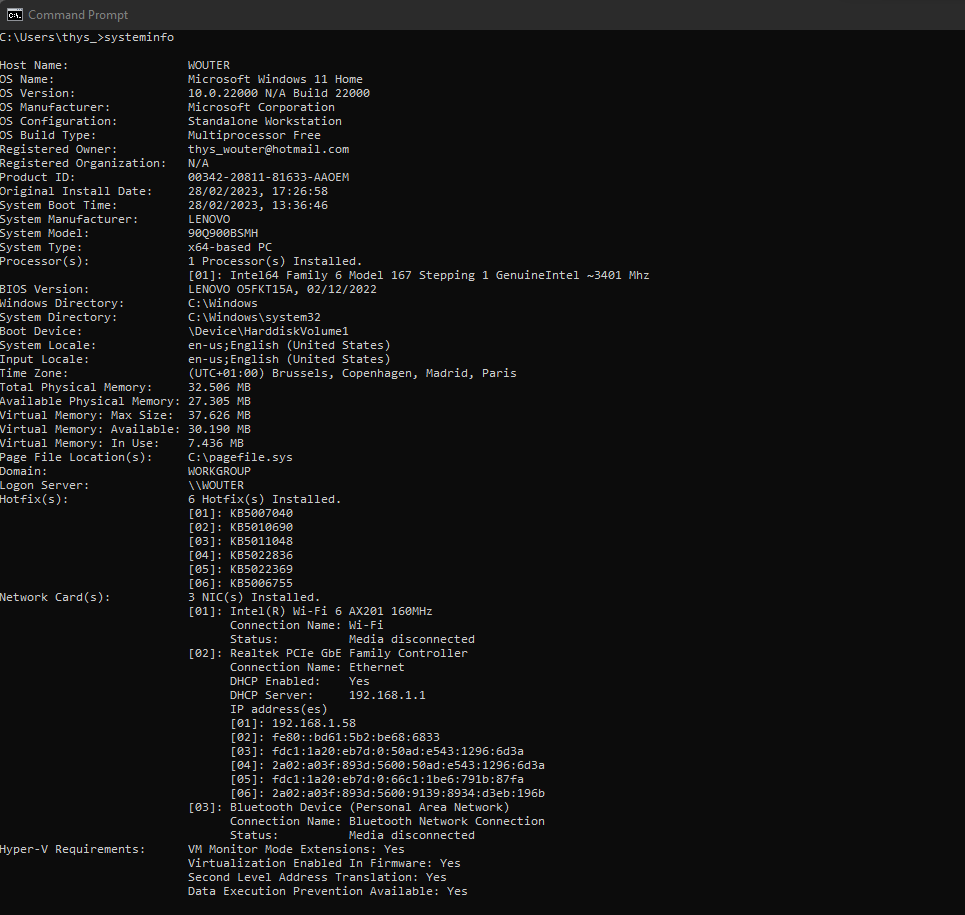 Command Prompt
C:\Users\thys_>systeminfo
Host Name: WOUTER
OS Name: Microsoft Windows 11 Home
OS Version: 10.0.22000 N/A Build 22000
OS Manufacturer: Microsoft Corporation
OS Configuration: Standalone Workstation
OS Build Type: Multiprocessor Free
Registered Owner: thys_wouter@hotmail.com
Registered Organization: N/A
Product ID: 00342-20811-81633-AAOEM
Original Install Date: 28/02/2023, 17:26:58
System Boot Time: 28/02/2023, 13:36:46
System Manufacturer: LENOVO
System Model: 90Q900BSMH
System Type: x64-based PC
Processor(s): 1 Processor(s) Installed.
[01]: Intel64 Family 6 Model 167 Stepping 1 GenuineIntel ~3401 Mhz
BIOS Version: LENOVO O5FKT15A, 02/12/2022
Windows Directory: C:\Windows
System Directory: C:\Windows\system32
Boot Device: \Device\HarddiskVolume1
System Locale: en-us;English (United States)
Input Locale: en-us;English (United States)
Time Zone: (UTC+01:00) Brussels, Copenhagen, Madrid, Paris
Total Physical Memory: 32.506 MB
Available Physical Memory: 27.305 MB
Virtual Memory: Max Size: 37.626 MB
Virtual Memory: Available: 30.190 MB
Virtual Memory: In Use: 7.436 MB
Page File Location(s): C:\pagefile.sys
Domain: WORKGROUP
Logon Server: \\WOUTER
Hotfix(s): 6 Hotfix(s) Installed.
[01]: KB5007040
[02]: KB5010690
[03]: KB5011048
[04]: KB5022836
[05]: KB5022369
[06]: KB5006755
Network Card(s): 3 NIC(s) Installed.
[01]: Intel(R) Wi-Fi 6 AX201 160MHz
Connection Name: Wi-Fi
Status: Media disconnected
[02]: Realtek PCIe GbE Family Controller
Connection Name: Ethernet
DHCP Enabled: Yes
DHCP Server: 192.168.1.1
IP address(es)
[01]: 192.168.1.58
[02]: fe80::bd61:5b2:be68:6833
[03]: fdc1:1a20:eb7d:0:50ad:e543:1296:6d3a
[04]: 2a02:a03f:893d:5600:50ad:e543:1296:6d3a
[05]: fdc1:1a20:eb7d:0:66c1:1be6:791b:87fa
[06]: 2a02:a03f:893d:5600:9139:8934:d3eb:196b
[03]: Bluetooth Device (Personal Area Network)
Connection Name: Bluetooth Network Connection
Status: Media disconnected
Hyper-V Requirements: VM Monitor Mode Extensions: Yes
Virtualization Enabled In Firmware: Yes
Second Level Address Translation: Yes
Data Execution Prevention Available: Yes